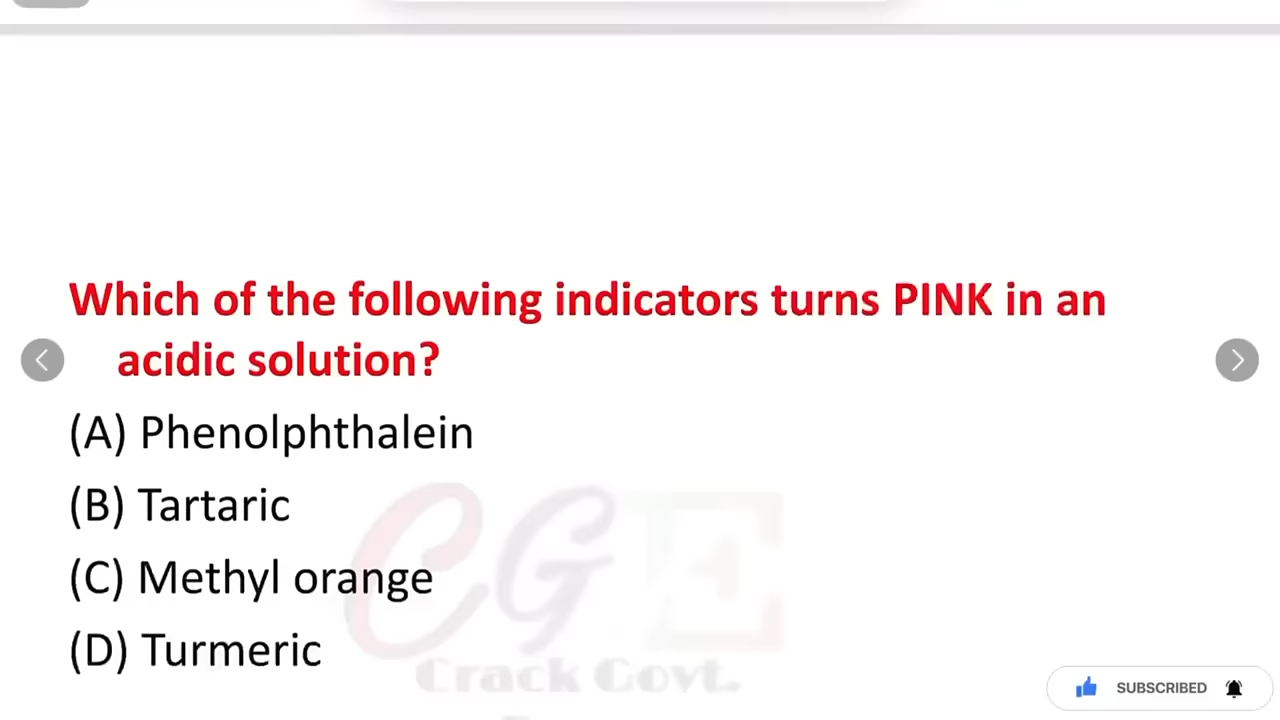 Which of the following indicators turns PINK in an
acidic solution?
(A) Phenolphthalein
(B) Tartaric
(C) Methyl orange
(D) Turmeric
CGE
Crack Govt.
SUBSCRIBED